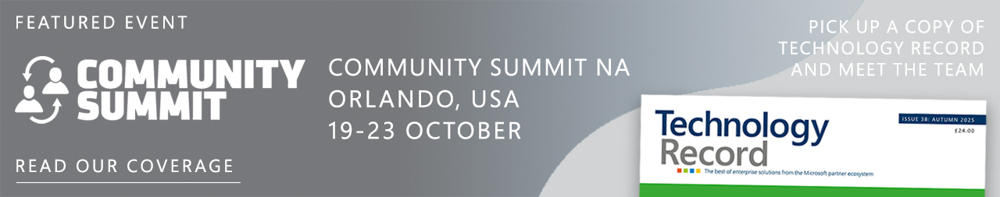 FEATURED EVENT
COMMUNITY
SUMMIT
READ OUR COVERAGE
COMMUNITY SUMMIT NA
ORLANDO, USA
19-23 OCTOBER
PICK UP A COPY OF
TECHNOLOGY RECORD
AND MEET THE TEAM
Technology
Record
ISSUE 38: AUTUMN 2025
£24.00
The best of enterprise solutions from the Microsoft partner ecosystem